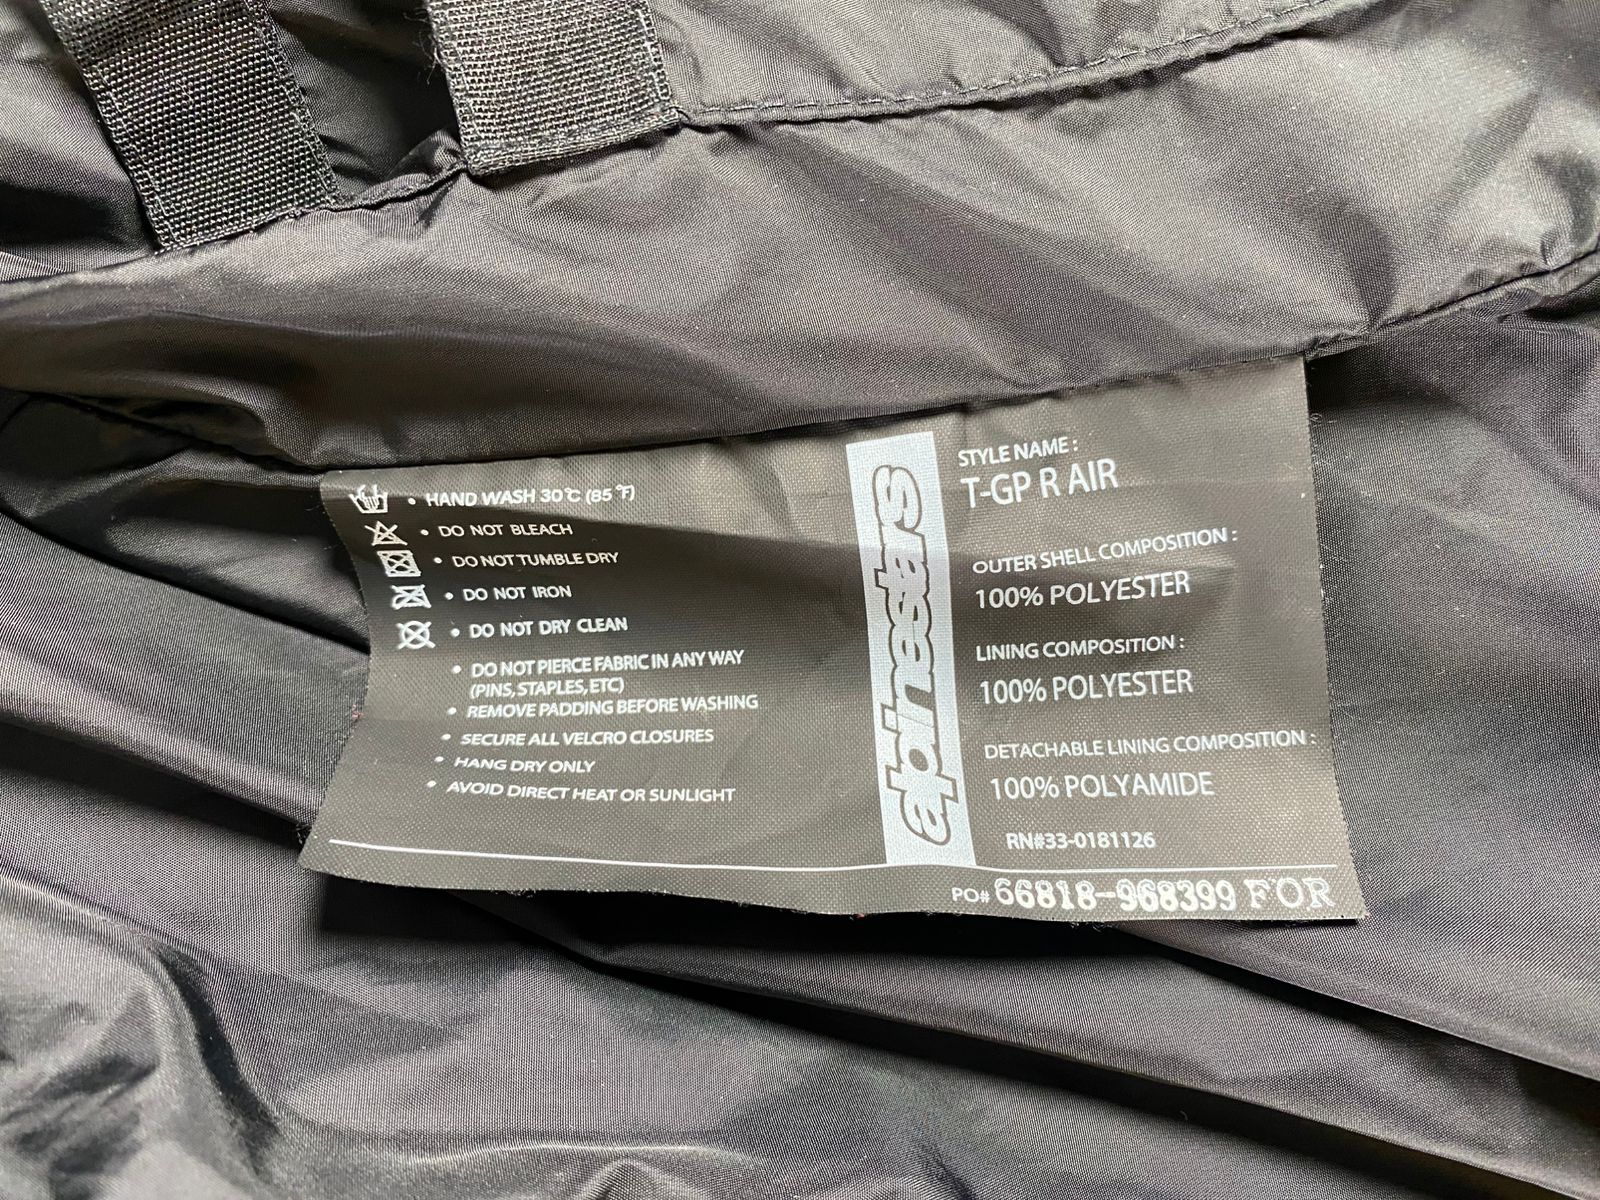 • HAND WASH 30°C (85°F)
• DO NOT BLEACH
• DO NOT TUMBLE DRY
• DO NOT IRON
• DO NOT DRY CLEAN
• DO NOT PIERCE FABRIC IN ANY WAY
(PINS, STAPLES, ETC)
• REMOVE PADDING BEFORE WASHING
• SECURE ALL VELCRO CLOSURES
• HANG DRY ONLY
• AVOID DIRECT HEAT OR SUNLIGHT
alpinestars
STYLE NAME :
T-GP R AIR
OUTER SHELL COMPOSITION :
100% POLYESTER
LINING COMPOSITION :
100% POLYESTER
DETACHABLE LINING COMPOSITION :
100% POLYAMIDE
RN#33-0181126
PO# 66818-968399 FOR